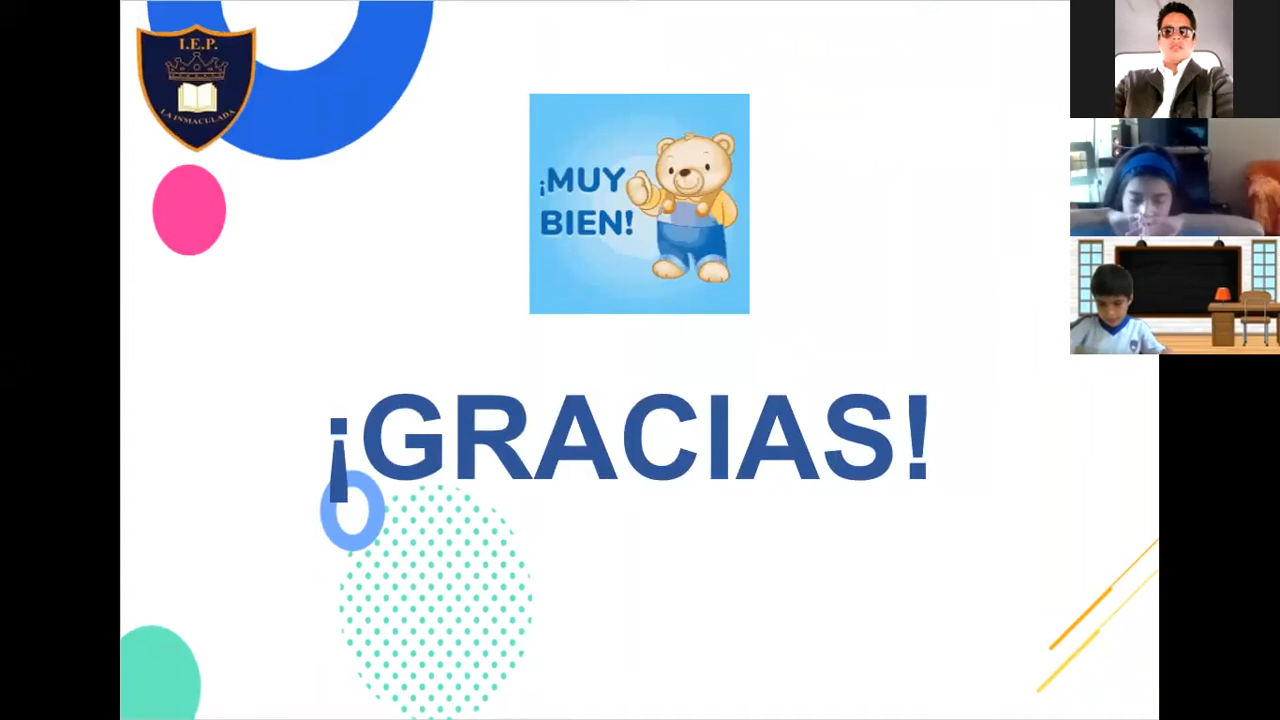 I.E.P.
LA INMACULADA
¡MUY
BIEN!
¡GRACIAS!